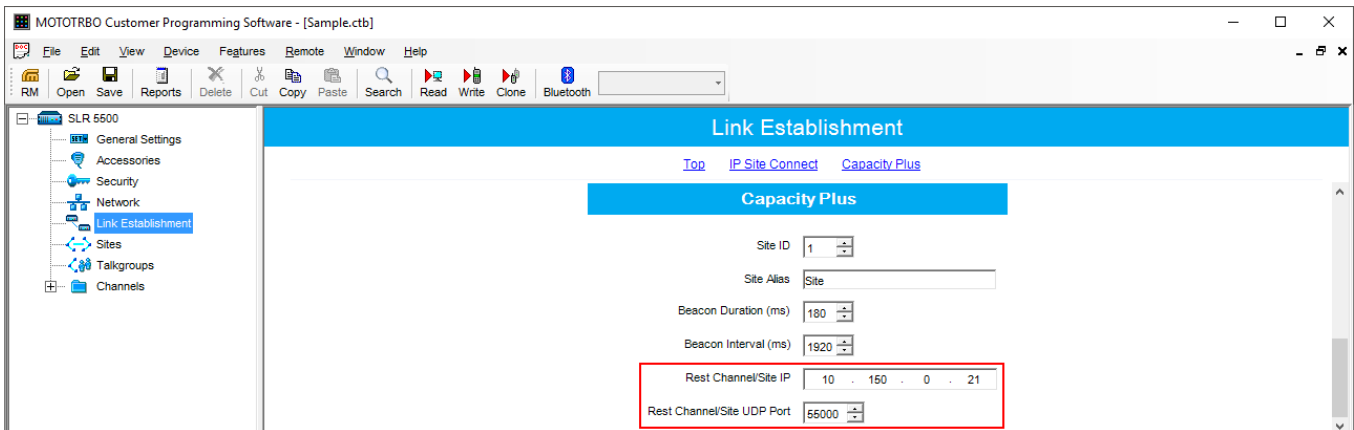 MOTOTRBO Customer Programming Software - [Sample.ctb]
File Edit View Device Features Remote Window Help
RM Open Save Reports Delete Cut Copy Paste Search Read Write Clone Bluetooth
SLR 5500
General Settings
Accessories
Security
Network
Link Establishment
Sites
Talkgroups
Channels
Link Establishment
Top IP Site Connect Capacity Plus
Capacity Plus
Site ID 1
Site Alias Site
Beacon Duration (ms) 180
Beacon Interval (ms) 1920
Rest Channel/Site IP 10 . 150 . 0 . 21
Rest Channel/Site UDP Port 55000